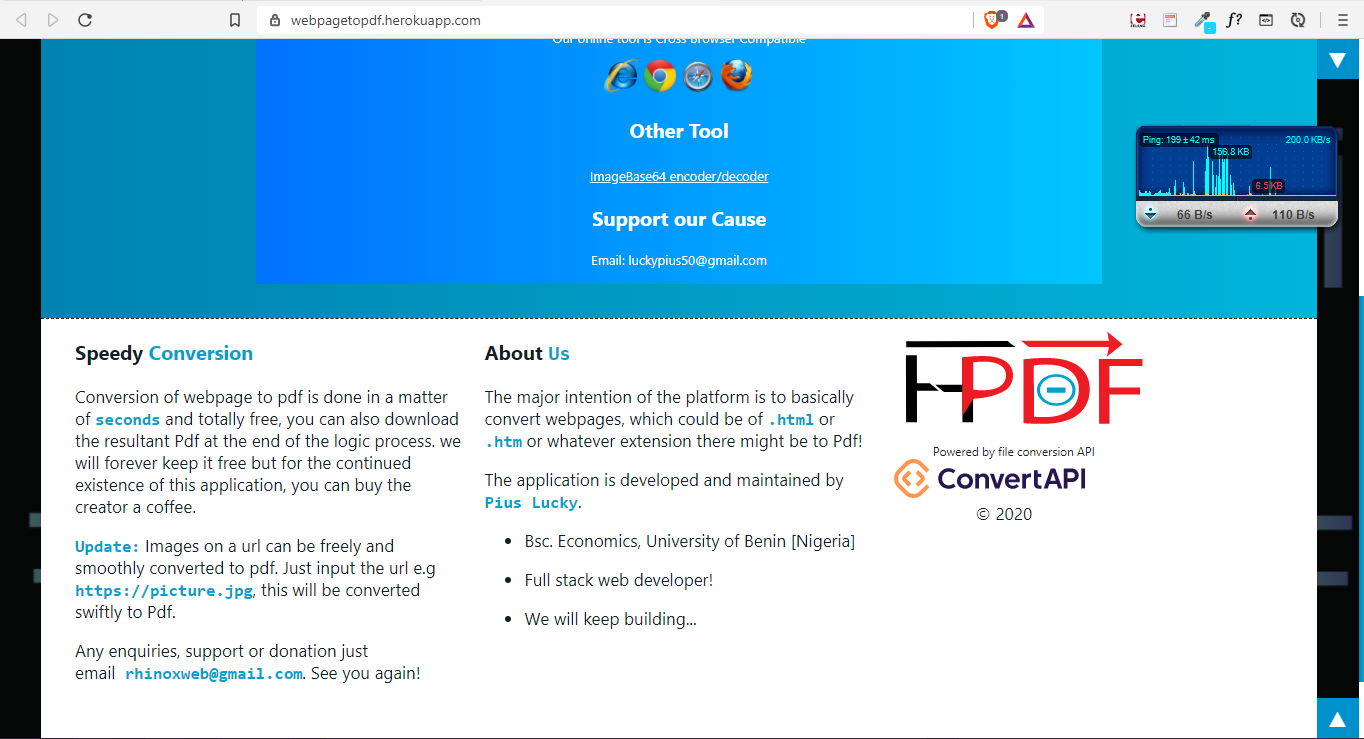 webpagetopdf.herokuapp.com
1
f?
Our online tool is Cross Browser Compatible
Other Tool
ImageBase64 encoder/decoder
Support our Cause
Email: luckypius50@gmail.com
Ping: 199 ± 42 ms
200.0 KB/s
156.8 KB
6.5 KB
66 B/s
110 B/s
Speedy Conversion
Conversion of webpage to pdf is done in a matter
of seconds and totally free, you can also download
the resultant Pdf at the end of the logic process. we
will forever keep it free but for the continued
existence of this application, you can buy the
creator a coffee.
Update: Images on a url can be freely and
smoothly converted to pdf. Just input the url e.g
https://picture.jpg, this will be converted
swiftly to Pdf.
Any enquiries, support or donation just
email rhinoxweb@gmail.com. See you again!
About Us
The major intention of the platform is to basically
convert webpages, which could be of .html or
.htm or whatever extension there might be to Pdf!
The application is developed and maintained by
Pius Lucky.
• Bsc. Economics, University of Benin [Nigeria]
• Full stack web developer!
• We will keep building...
HPDF
Powered by file conversion API
ConvertAPI
© 2020